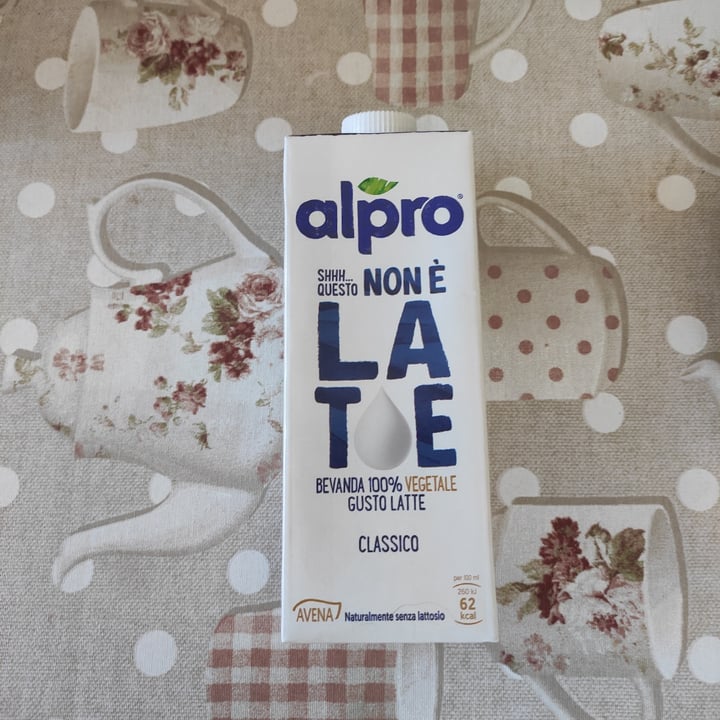 alpro®
SHHH... QUESTO NON È
LA
T E
BEVANDA 100% VEGETALE
GUSTO LATTE
CLASSICO
per 100 ml
260 kJ
62
kcal
AVENA
Naturalmente senza lattosio